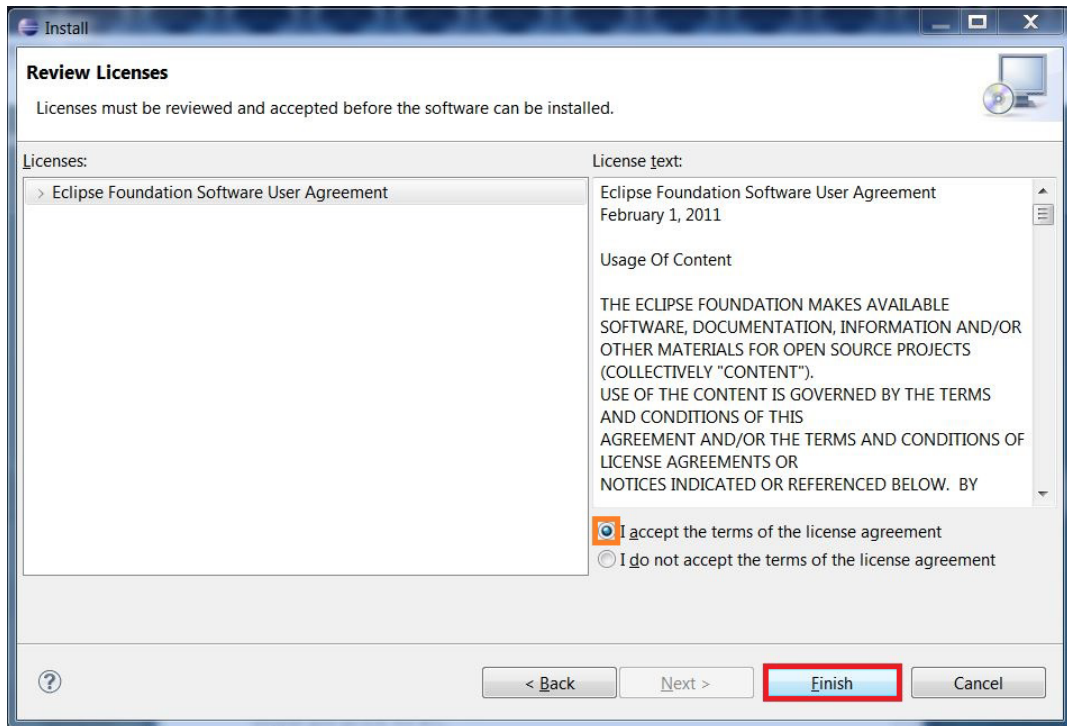 Install
Review Licenses
Licenses must be reviewed and accepted before the software can be installed.
Licenses:
Eclipse Foundation Software User Agreement
License text:
Eclipse Foundation Software User Agreement
February 1, 2011
Usage Of Content
THE ECLIPSE FOUNDATION MAKES AVAILABLE
SOFTWARE, DOCUMENTATION, INFORMATION AND/OR
OTHER MATERIALS FOR OPEN SOURCE PROJECTS
(COLLECTIVELY "CONTENT").
USE OF THE CONTENT IS GOVERNED BY THE TERMS
AND CONDITIONS OF THIS
AGREEMENT AND/OR THE TERMS AND CONDITIONS OF
LICENSE AGREEMENTS OR
NOTICES INDICATED OR REFERENCED BELOW.  BY
I accept the terms of the license agreement
I do not accept the terms of the license agreement
< Back
Next >
Finish
Cancel